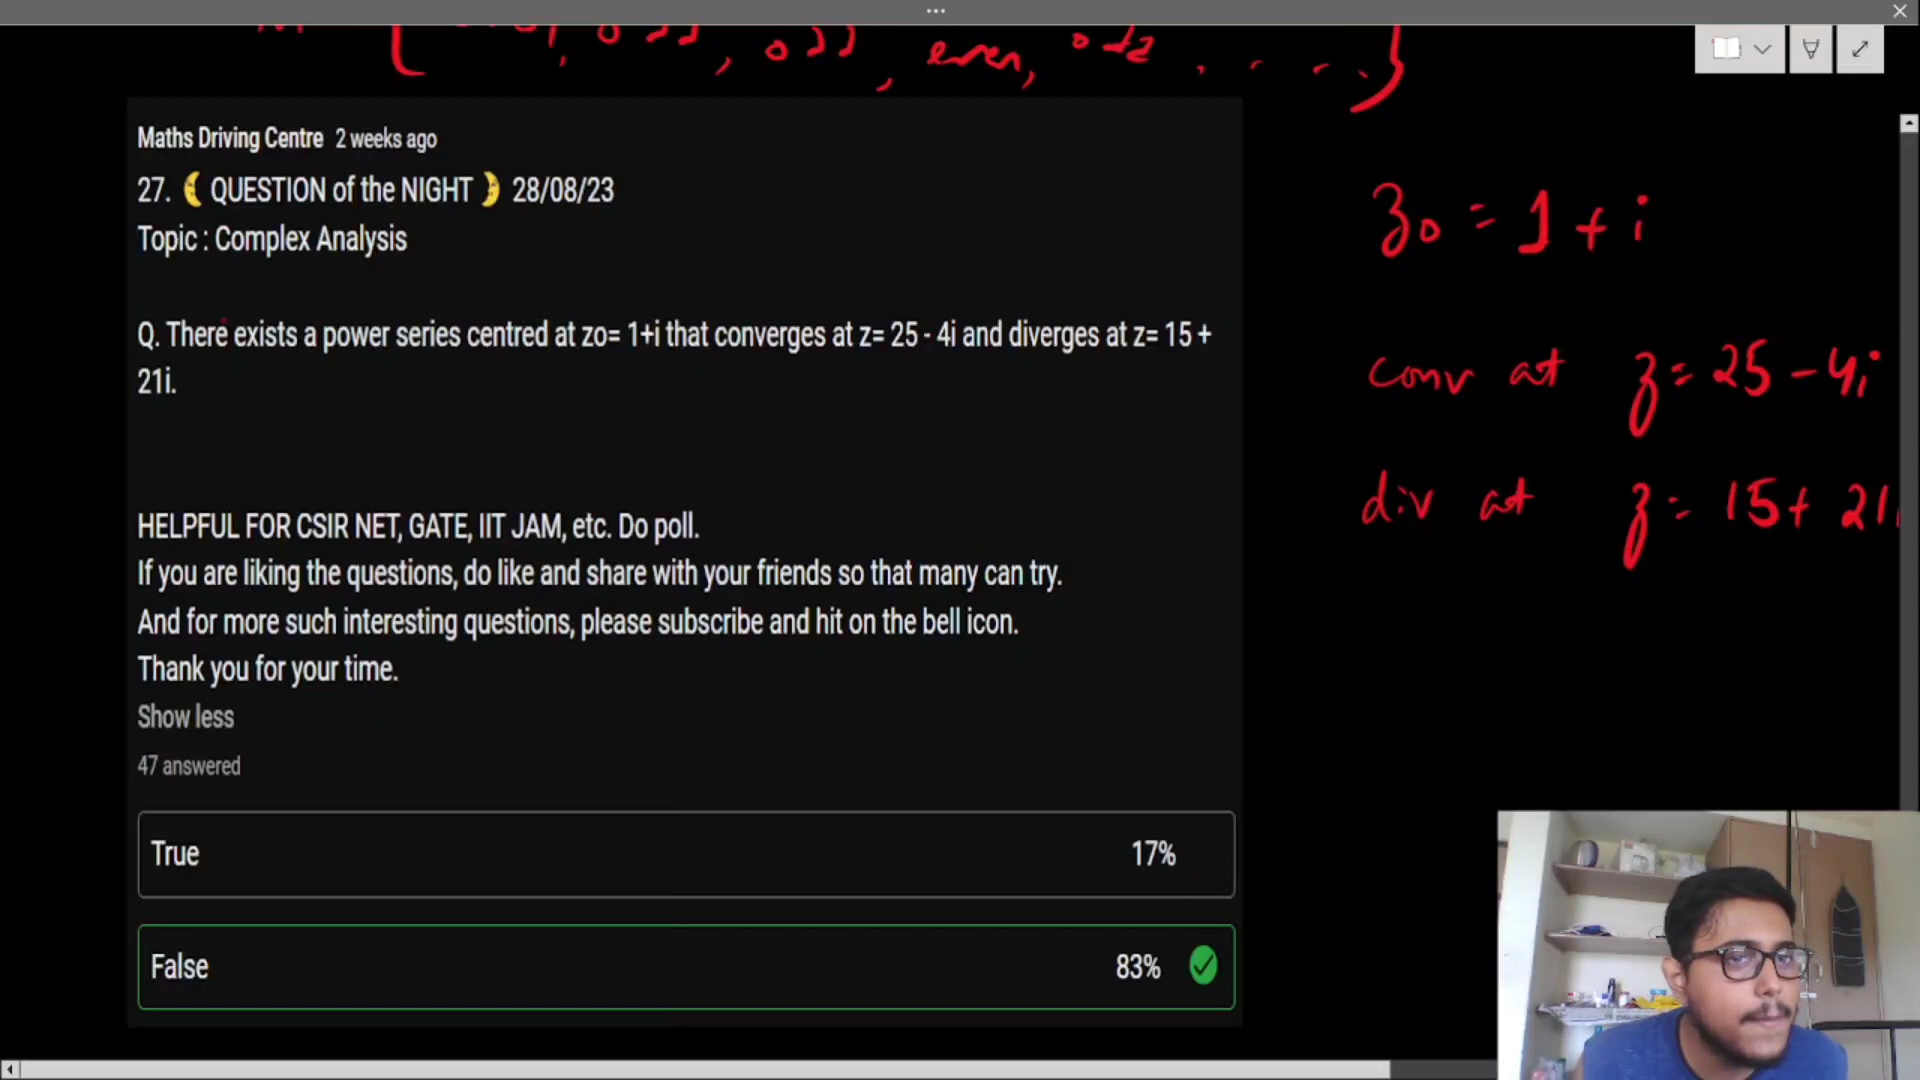 , odd, odd, even, odd . . . . }
Maths Driving Centre 2 weeks ago
27. 🌜 QUESTION of the NIGHT 🌛 28/08/23
Topic : Complex Analysis
Q. There exists a power series centred at zo= 1+i that converges at z= 25 - 4i and diverges at z= 15 +
21i.
HELPFUL FOR CSIR NET, GATE, IIT JAM, etc. Do poll.
If you are liking the questions, do like and share with your friends so that many can try.
And for more such interesting questions, please subscribe and hit on the bell icon.
Thank you for your time.
Show less
47 answered
True 17%
False 83%
z0 = 1 + i
conv at z = 25 - 4i
div at z = 15 + 21i